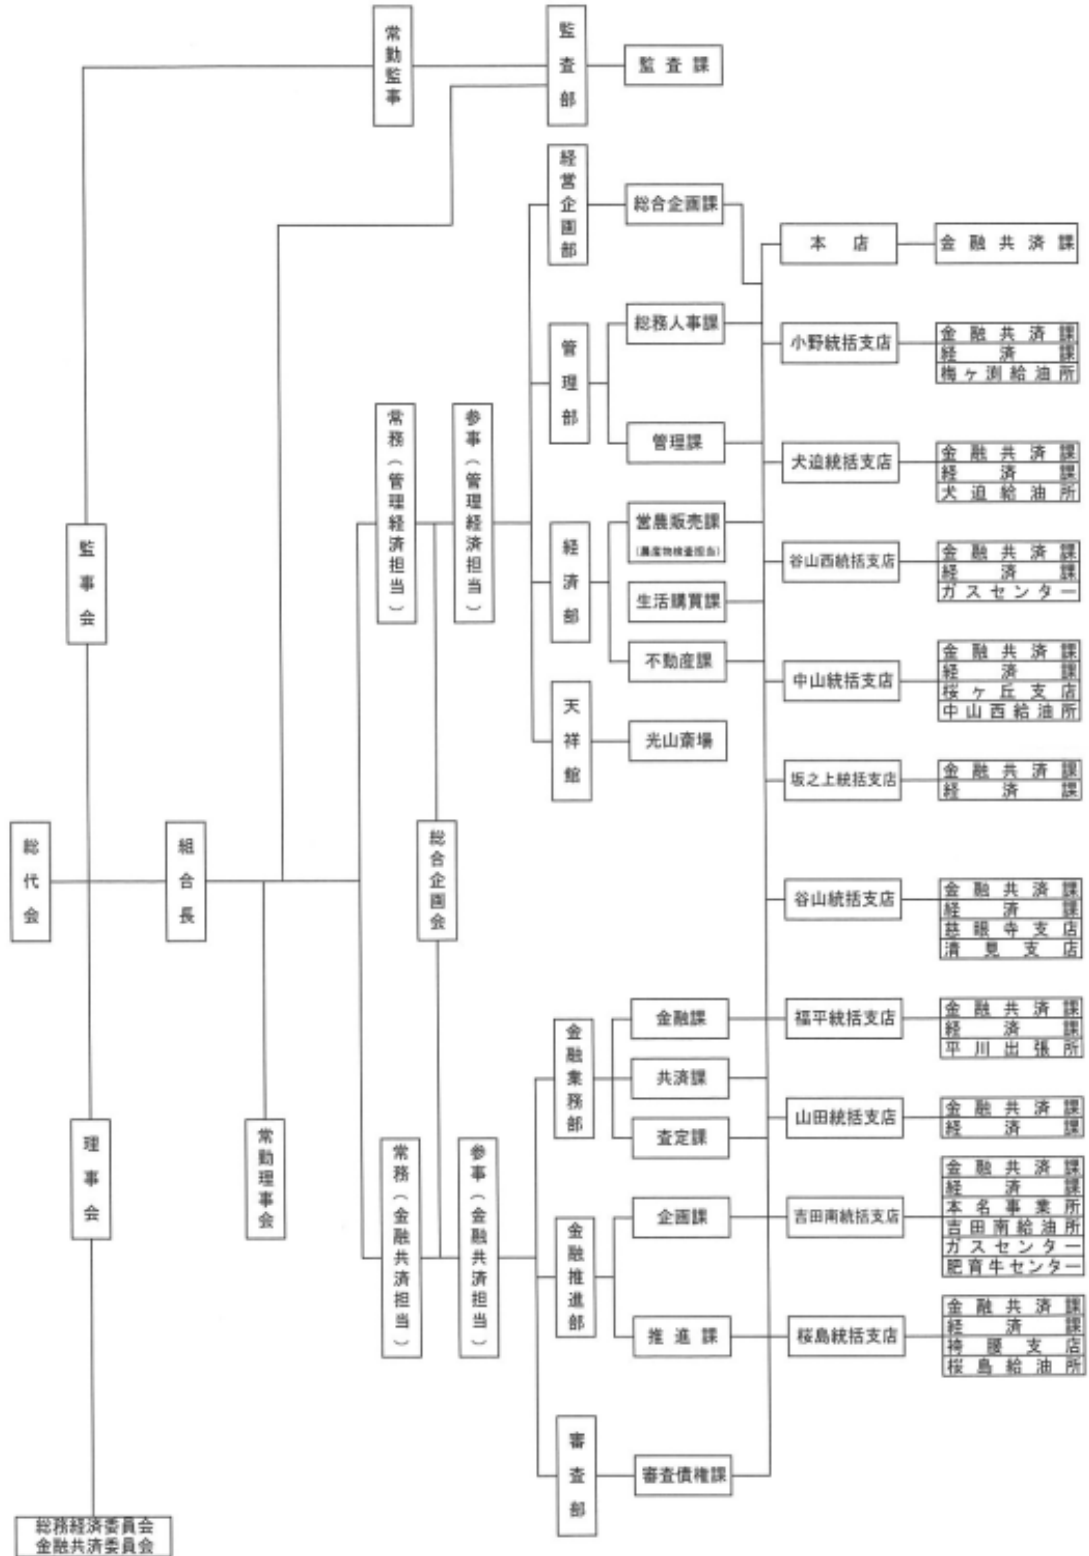 総代会
監事会
理事会
総務経済委員会
金融共済委員会
組合長
常勤理事会
常勤監事
監査部
監査課
常務（管理経済担当）
参事（管理経済担当）
総合企画会
常務（金融共済担当）
参事（金融共済担当）
経営企画部
総合企画課
管理部
総務人事課
管理課
経済部
営農販売課
（農産物検査担当）
生活購買課
不動産課
天祥館
光山斎場
金融業務部
金融課
共済課
査定課
金融推進部
企画課
推進課
審査部
審査債権課
本店
金融共済課
小野統括支店
金融共済課
経済課
梅ヶ渕給油所
犬迫統括支店
金融共済課
経済課
犬迫給油所
谷山西統括支店
金融共済課
経済課
ガスセンター
中山統括支店
金融共済課
経済課
桜ヶ丘支店
中山西給油所
坂之上統括支店
金融共済課
経済課
谷山統括支店
金融共済課
経済課
慈眼寺支店
清見支店
福平統括支店
金融共済課
経済課
平川出張所
山田統括支店
金融共済課
経済課
吉田南統括支店
金融共済課
経済課
本名事業所
吉田南給油所
ガスセンター
肥育牛センター
桜島統括支店
金融共済課
経済課
袴腰支店
桜島給油所